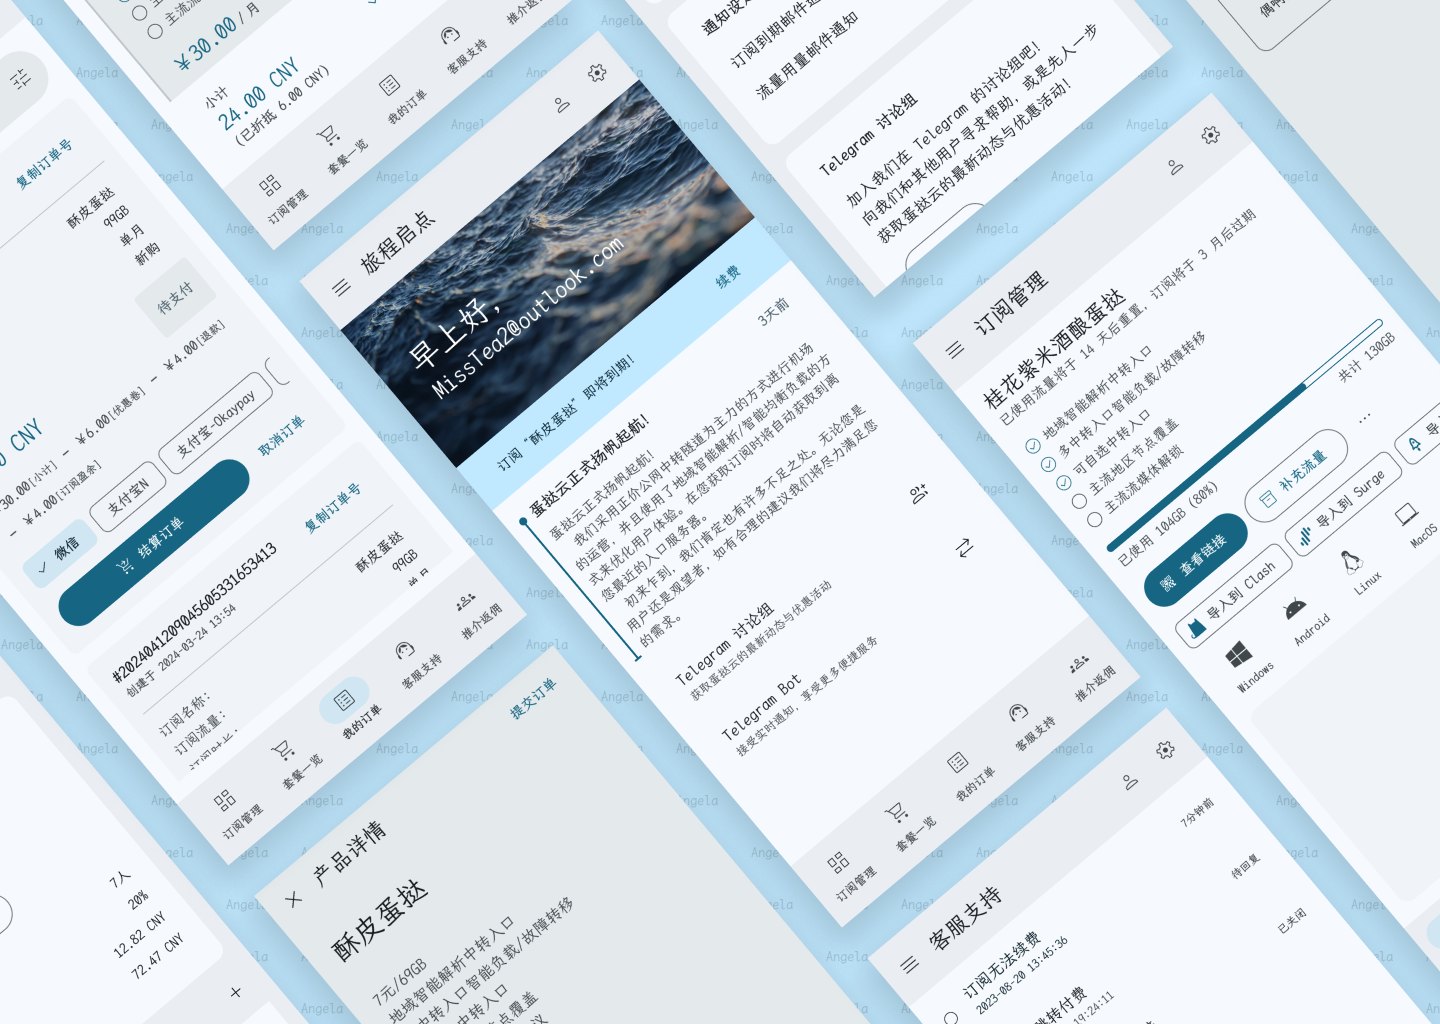 主流
￥30.00 / 月
小计
24.00 CNY
(已折抵 6.00 CNY)
订阅管理
套餐一览
我的订单
客服支持
推介返佣
复制订单号
酥皮蛋挞
99GB
单月
新购
待支付
CNY
30.00[小计] － ￥6.00[优惠卷] － ￥4.00[退款]
－ ￥4.00[订阅盈余]
微信
支付宝N
支付宝-Okaypay
结算订单
取消订单
#20240412090456053316534​13
复制订单号
创建于 2024-03-24 13:54
订阅名称:
酥皮蛋挞
订阅流量:
99GB
订阅管理
套餐一览
我的订单
客服支持
推介返佣
7人
20%
12.82 CNY
72.47 CNY
旅程启点
早上好,
MissTea2@outlook.com
订阅 "酥皮蛋挞" 即将到期!
续费
蛋挞云正式扬帆起航!
3天前
蛋挞云正式扬帆起航!
我们采用正价公网中转隧道为主力的方式进行机场
的运营, 并且使用了地域智能解析/智能均衡负载的方
式来优化用户体验。在您获取订阅时将自动获取到离
您最近的入口服务器。
初来乍到, 我们肯定也有许多不足之处。无论您是
用户还是观望者, 如有合理的建议我们将尽力满足您
的需求。
Telegram 讨论组
获取蛋挞云的最新动态与优惠活动
Telegram Bot
接受实时通知, 享受更多便捷服务
订阅管理
套餐一览
我的订单
客服支持
推介返佣
提交订单
产品详情
酥皮蛋挞
7元/69GB
地域智能解析中转入口
中转入口智能负载/故障转移
中转入口
点覆盖
议
通知设
订阅到期邮件通
流量用量邮件通知
Telegram 讨论组
加入我们在 Telegram 的讨论组吧!
向我们和其他用户寻求帮助, 或是先人一步
获取蛋挞云的最新动态与优惠活动!
订阅管理
桂花紫米酒酿蛋挞
已使用流量将于 14 天后重置, 订阅将于 3 月后过期
地域智能解析中转入口
多中转入口智能负载/故障转移
可自选中转入口
主流地区节点覆盖
主流流媒体解锁
已使用 104GB (80%)
共计 130GB
查看链接
补充流量
导入到 Clash
导入到 Surge
导
Windows
Android
Linux
MacOS
客服支持
订阅无法续费
2023-08-20 13:45:36
7分钟前
待回复
跳转付费
19:24:11
已关闭
Angela
Angela
Angela
Angela
Angela
Angela
Angela
Angela